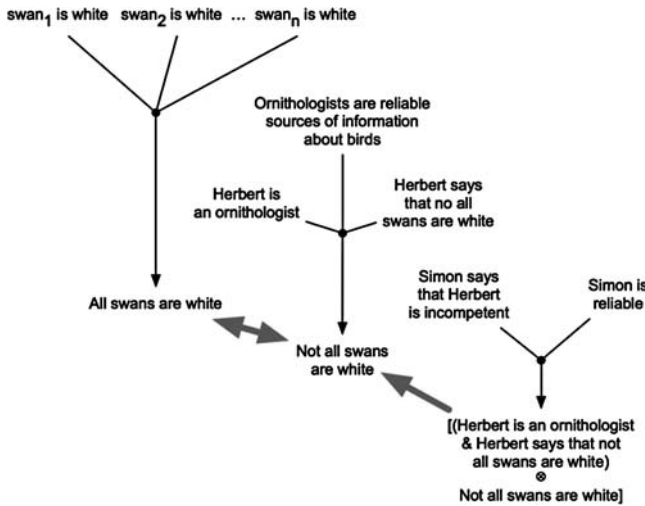 swan1 is white swan2 is white ... swann is white
Ornithologists are reliable
sources of information
about birds
Herbert is
an ornithologist
Herbert says
that no all
swans are white
All swans are white
Not all swans
are white
Simon says
that Herbert
is incompetent
Simon is
reliable
[(Herbert is an ornithologist
& Herbert says that not
all swans are white)
⊗
Not all swans are white]